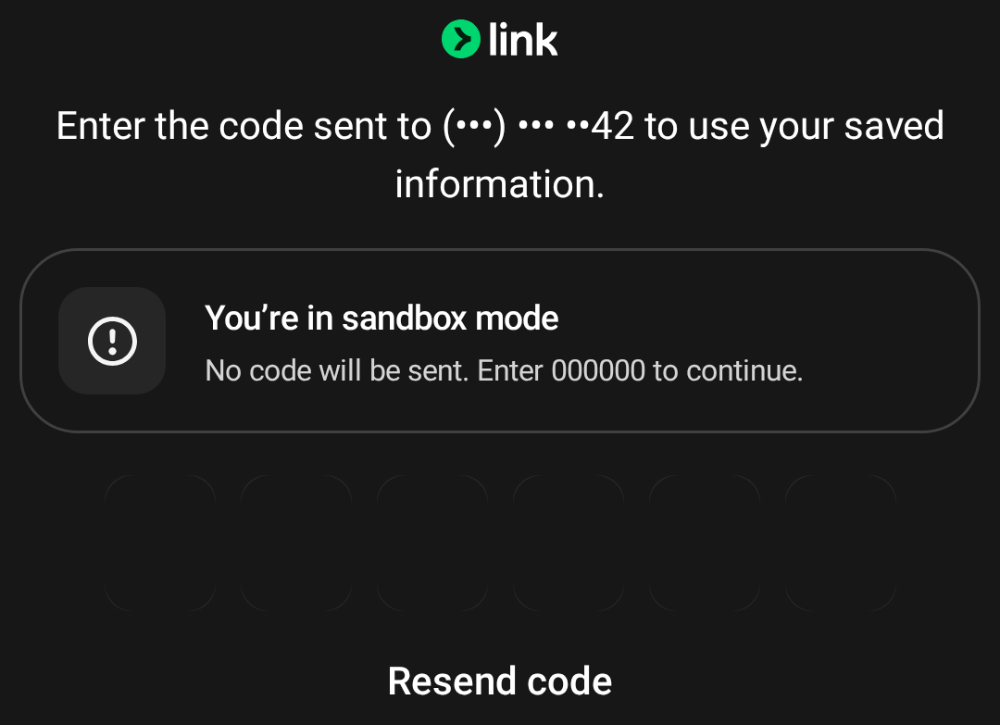 link
Enter the code sent to (•••) ••• ••42 to use your saved
information.
You’re in sandbox mode
No code will be sent. Enter 000000 to continue.
Resend code